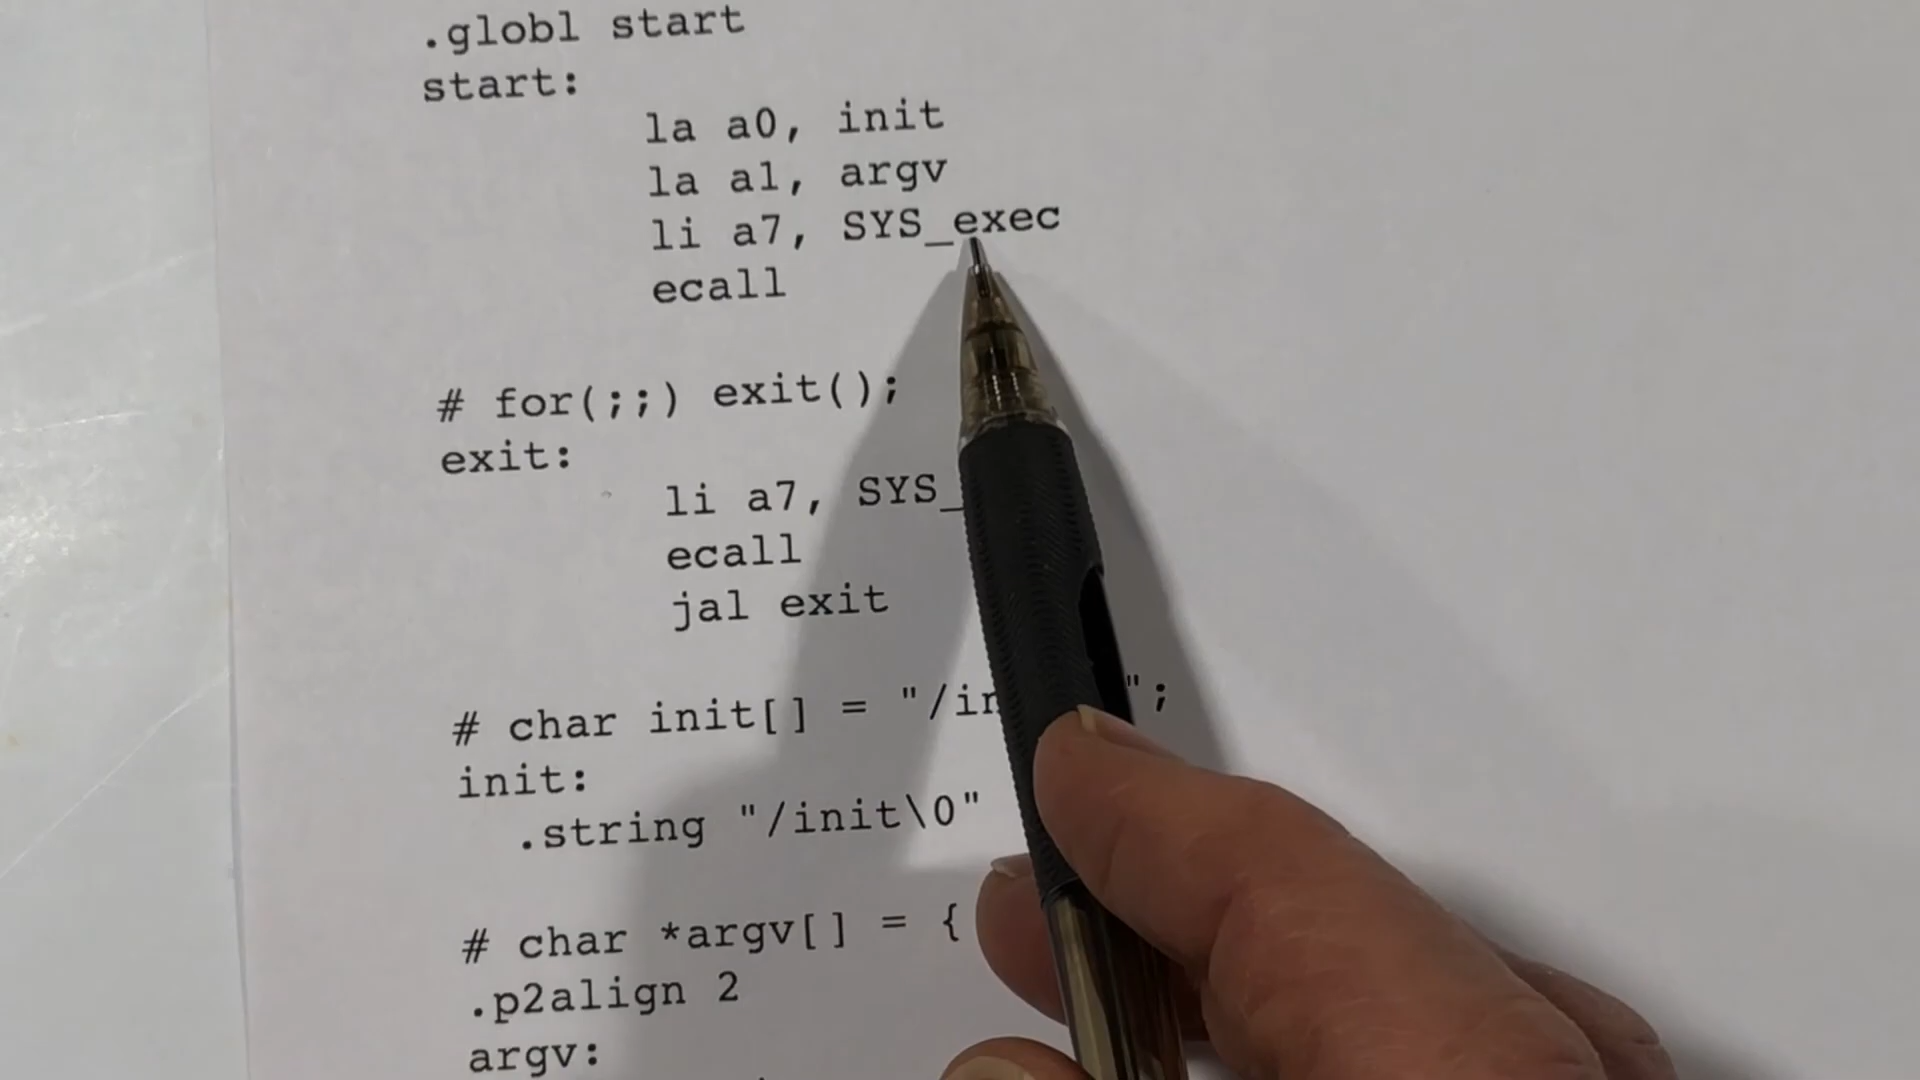 .globl start
start:
la a0, init
la a1, argv
li a7, SYS_exec
ecall
# for(;;) exit();
exit:
li a7, SYS_
ecall
jal exit
# char init[] = "/in ";
init:
.string "/init\0"
# char *argv[] = {
.p2align 2
argv: